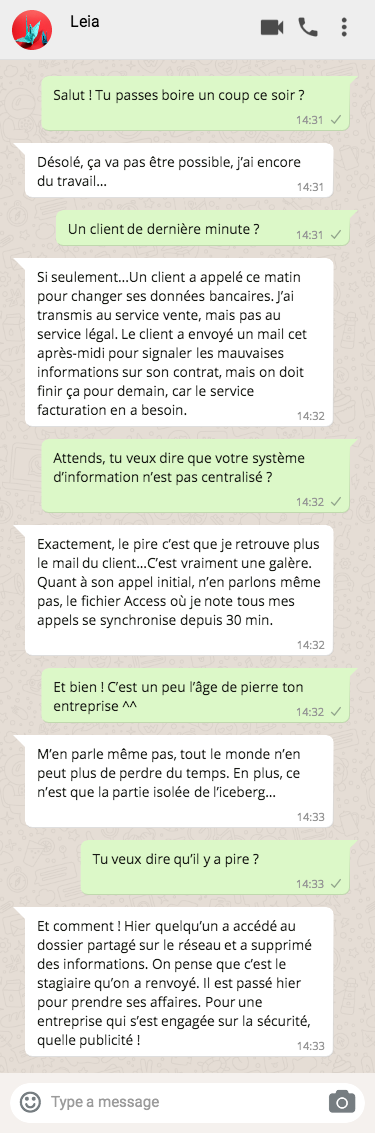 Leia
Salut ! Tu passes boire un coup ce soir ?
14:31
Désolé, ça va pas être possible, j’ai encore
du travail...
14:31
Un client de dernière minute ?
14:31
Si seulement...Un client a appelé ce matin
pour changer ses données bancaires. J’ai
transmis au service vente, mais pas au
service légal. Le client a envoyé un mail cet
après-midi pour signaler les mauvaises
informations sur son contrat, mais on doit
finir ça pour demain, car le service
facturation en a besoin.
14:32
Attends, tu veux dire que votre système
d’information n’est pas centralisé ?
14:32
Exactement, le pire c’est que je retrouve plus
le mail du client...C’est vraiment une galère.
Quant à son appel initial, n’en parlons même
pas, le fichier Access où je note tous mes
appels se synchronise depuis 30 min.
14:32
Et bien ! C’est un peu l’âge de pierre ton
entreprise ^^
14:32
M’en parle même pas, tout le monde n’en
peut plus de perdre du temps. En plus, ce
n’est que la partie isolée de l’iceberg...
14:33
Tu veux dire qu’il y a pire ?
14:33
Et comment ! Hier quelqu’un a accédé au
dossier partagé sur le réseau et a supprimé
des informations. On pense que c’est le
stagiaire qu’on a renvoyé. Il est passé hier
pour prendre ses affaires. Pour une
entreprise qui s’est engagée sur la sécurité,
quelle publicité !
14:33
Type a message